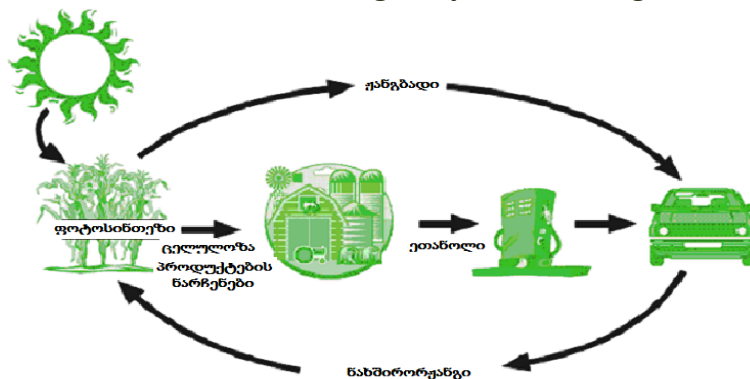 ჟანგბადი
ფოტოსინთეზი
ცელულოზა
პროდუქტების
ნარჩენები
ეთანოლი
ნახშირორჟანგი